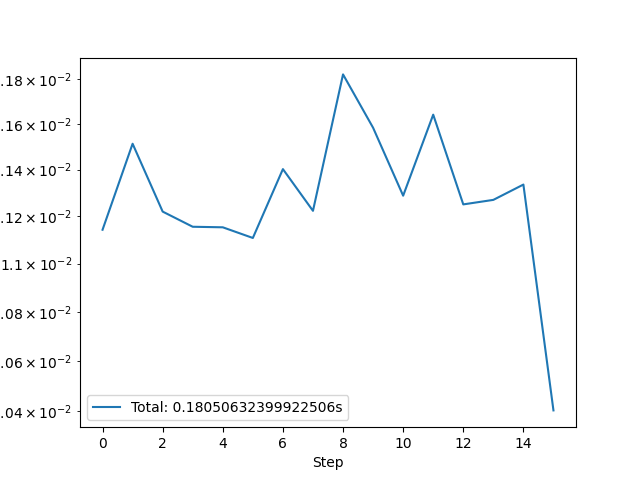 .18 × 10⁻²
.16 × 10⁻²
.14 × 10⁻²
.12 × 10⁻²
1.1 × 10⁻²
.08 × 10⁻²
.06 × 10⁻²
.04 × 10⁻²
Total: 0.18050632399922506s
0 2 4 6 8 10 12 14
Step